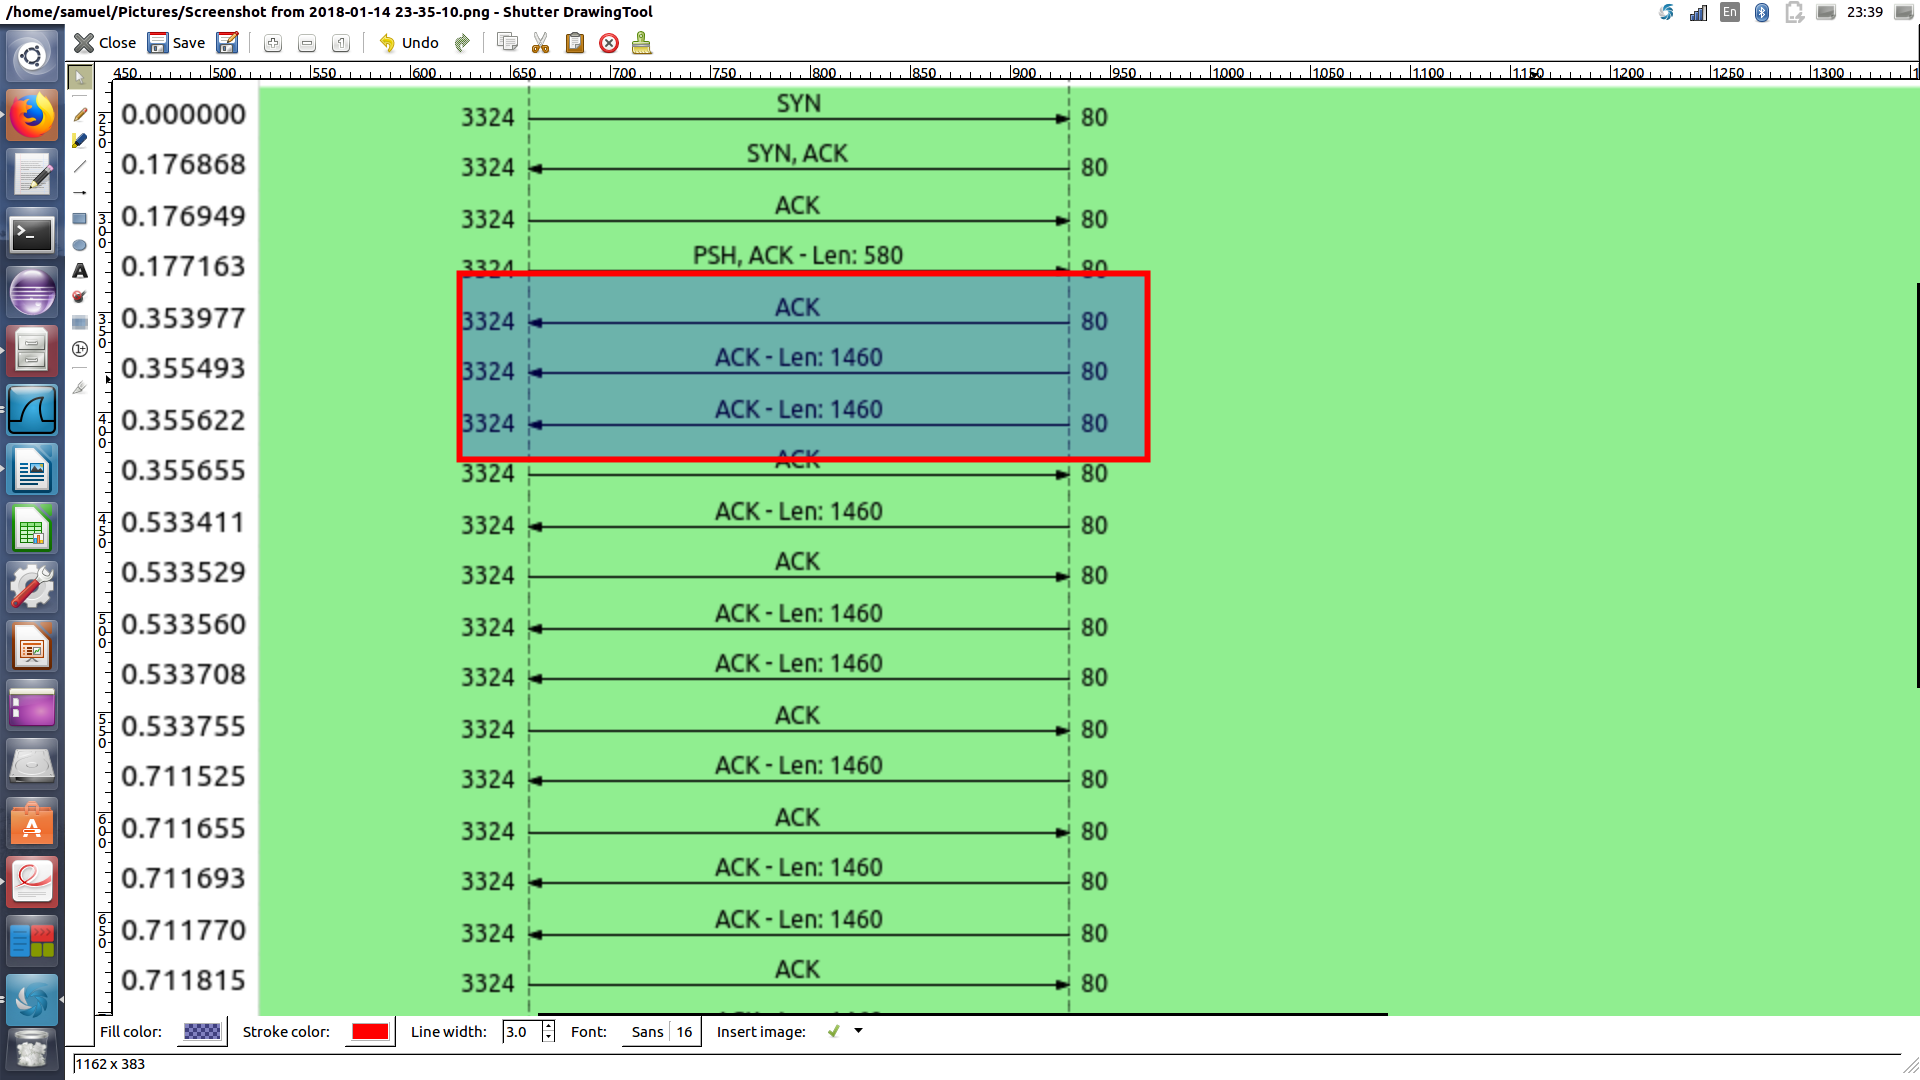 /home/samuel/Pictures/Screenshot from 2018-01-14 23-35-10.png - Shutter DrawingTool
En 23:39
Close Save Undo
450 500 550 600 650 700 750 800 850 900 950 1000 1050 1100 1150 1200 1250 1300
250
300
350
400
450
500
550
600
650
0.000000 3324 SYN 80
0.176868 3324 SYN, ACK 80
0.176949 3324 ACK 80
0.177163 3324 PSH, ACK - Len: 580 80
0.353977 3324 ACK 80
0.355493 3324 ACK - Len: 1460 80
0.355622 3324 ACK - Len: 1460 80
0.355655 3324 ACK 80
0.533411 3324 ACK - Len: 1460 80
0.533529 3324 ACK 80
0.533560 3324 ACK - Len: 1460 80
0.533708 3324 ACK - Len: 1460 80
0.533755 3324 ACK 80
0.711525 3324 ACK - Len: 1460 80
0.711655 3324 ACK 80
0.711693 3324 ACK - Len: 1460 80
0.711770 3324 ACK - Len: 1460 80
0.711815 3324 ACK 80
Fill color: Stroke color: Line width: 3.0 Font: Sans 16 Insert image:
1162 x 383